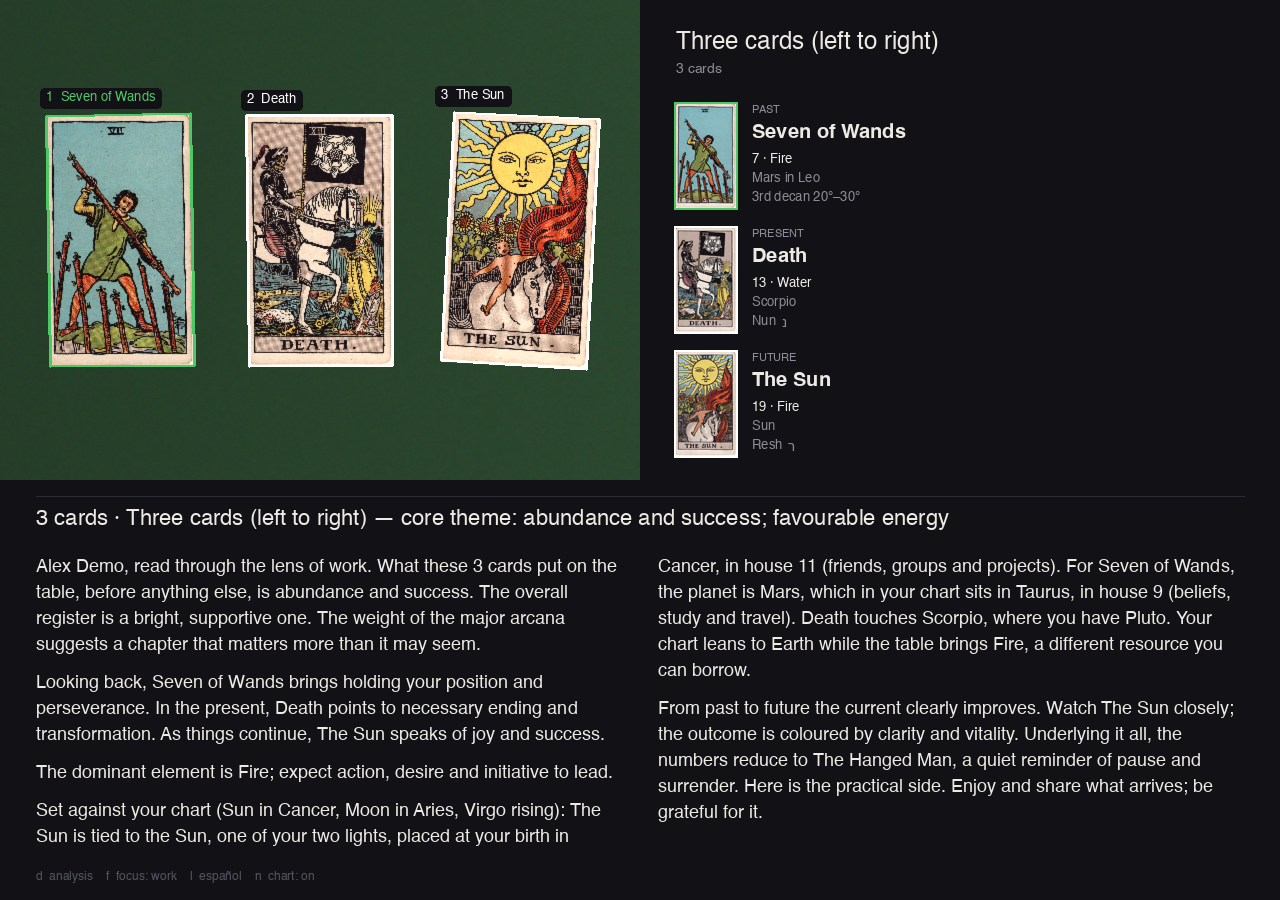 1 Seven of Wands
2 Death
3 The Sun
VII
XIII
XIX
DEATH.
THE SUN .
Three cards (left to right)
3 cards
PAST
Seven of Wands
7 · Fire
Mars in Leo
3rd decan 20°–30°
PRESENT
Death
13 · Water
Scorpio
Nun נ
DEATH.
FUTURE
The Sun
19 · Fire
Sun
Resh ר
THE SUN .
3 cards · Three cards (left to right) — core theme: abundance and success; favourable energy
Alex Demo, read through the lens of work. What these 3 cards put on the
table, before anything else, is abundance and success. The overall
register is a bright, supportive one. The weight of the major arcana
suggests a chapter that matters more than it may seem.
Looking back, Seven of Wands brings holding your position and
perseverance. In the present, Death points to necessary ending and
transformation. As things continue, The Sun speaks of joy and success.
The dominant element is Fire; expect action, desire and initiative to lead.
Set against your chart (Sun in Cancer, Moon in Aries, Virgo rising): The
Sun is tied to the Sun, one of your two lights, placed at your birth in
Cancer, in house 11 (friends, groups and projects). For Seven of Wands,
the planet is Mars, which in your chart sits in Taurus, in house 9 (beliefs,
study and travel). Death touches Scorpio, where you have Pluto. Your
chart leans to Earth while the table brings Fire, a different resource you
can borrow.
From past to future the current clearly improves. Watch The Sun closely;
the outcome is coloured by clarity and vitality. Underlying it all, the
numbers reduce to The Hanged Man, a quiet reminder of pause and
surrender. Here is the practical side. Enjoy and share what arrives; be
grateful for it.
d analysis f focus: work l español n chart: on